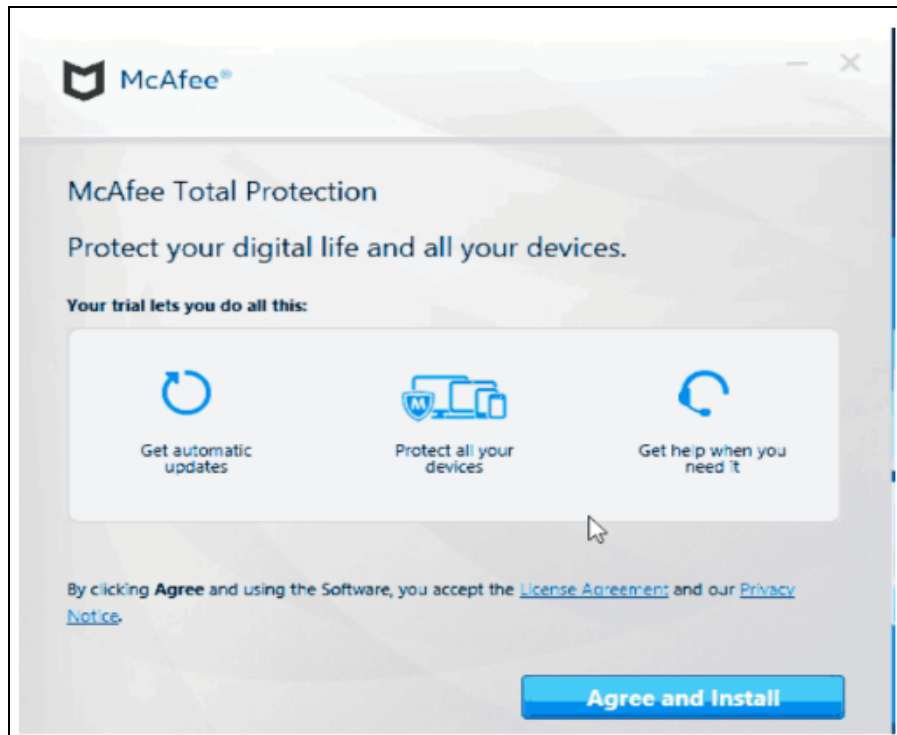 McAfee®
McAfee Total Protection
Protect your digital life and all your devices.
Your trial lets you do all this:
Get automatic
updates
Protect all your
devices
Get help when you
need it
By clicking Agree and using the Software, you accept the License Agreement and our Privacy
Notice.
Agree and Install